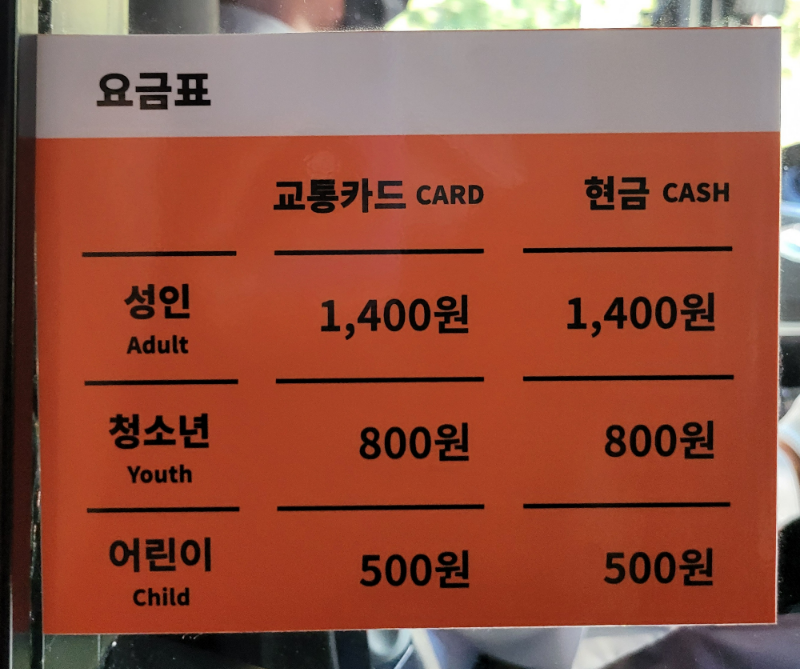 요금표
교통카드 CARD 현금 CASH
성인 1,400원 1,400원
Adult
청소년 800원 800원
Youth
어린이 500원 500원
Child